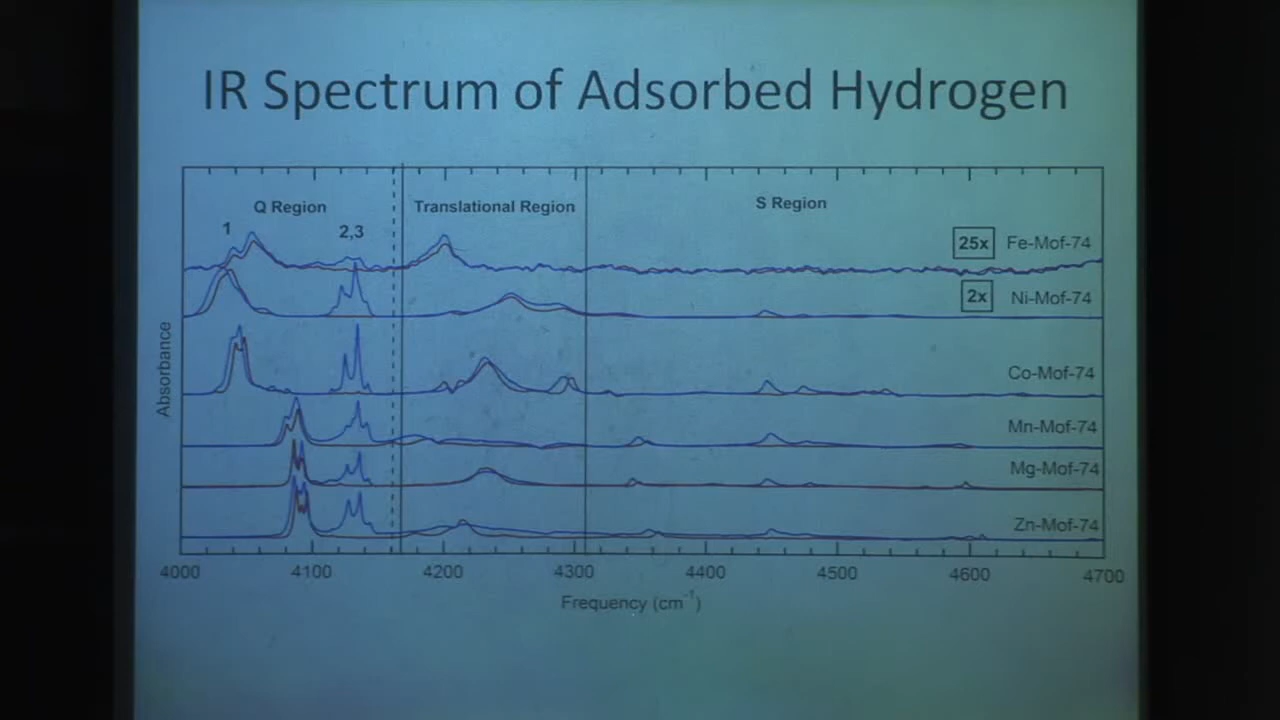 IR Spectrum of Adsorbed Hydrogen
Q Region
Translational Region
S Region
1
2,3
25x
Fe-Mof-74
2x
Ni-Mof-74
Co-Mof-74
Mn-Mof-74
Mg-Mof-74
Zn-Mof-74
Absorbance
4000 4100 4200 4300 4400 4500 4600 4700
Frequency (cm⁻¹)